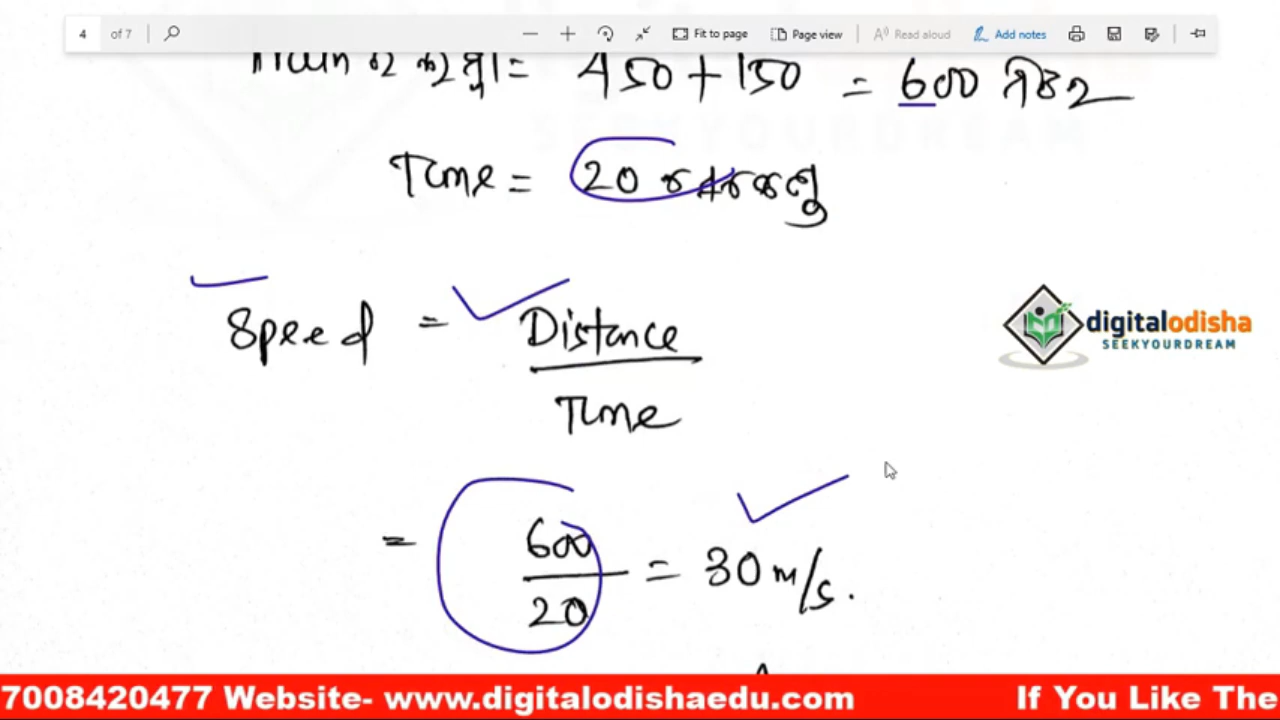 4 of 7 Fit to page Page view Read aloud Add notes
= 450+150 = 600 ମିଟର
SEEKYOURDREAM
Time = 20 ସେକେଣ୍ଡ
Speed = Distance
Time
digitalodisha
SEEKYOURDREAM
= 600
20 = 30 m/s.
7008420477 Website- www.digitalodishaedu.com If You Like The